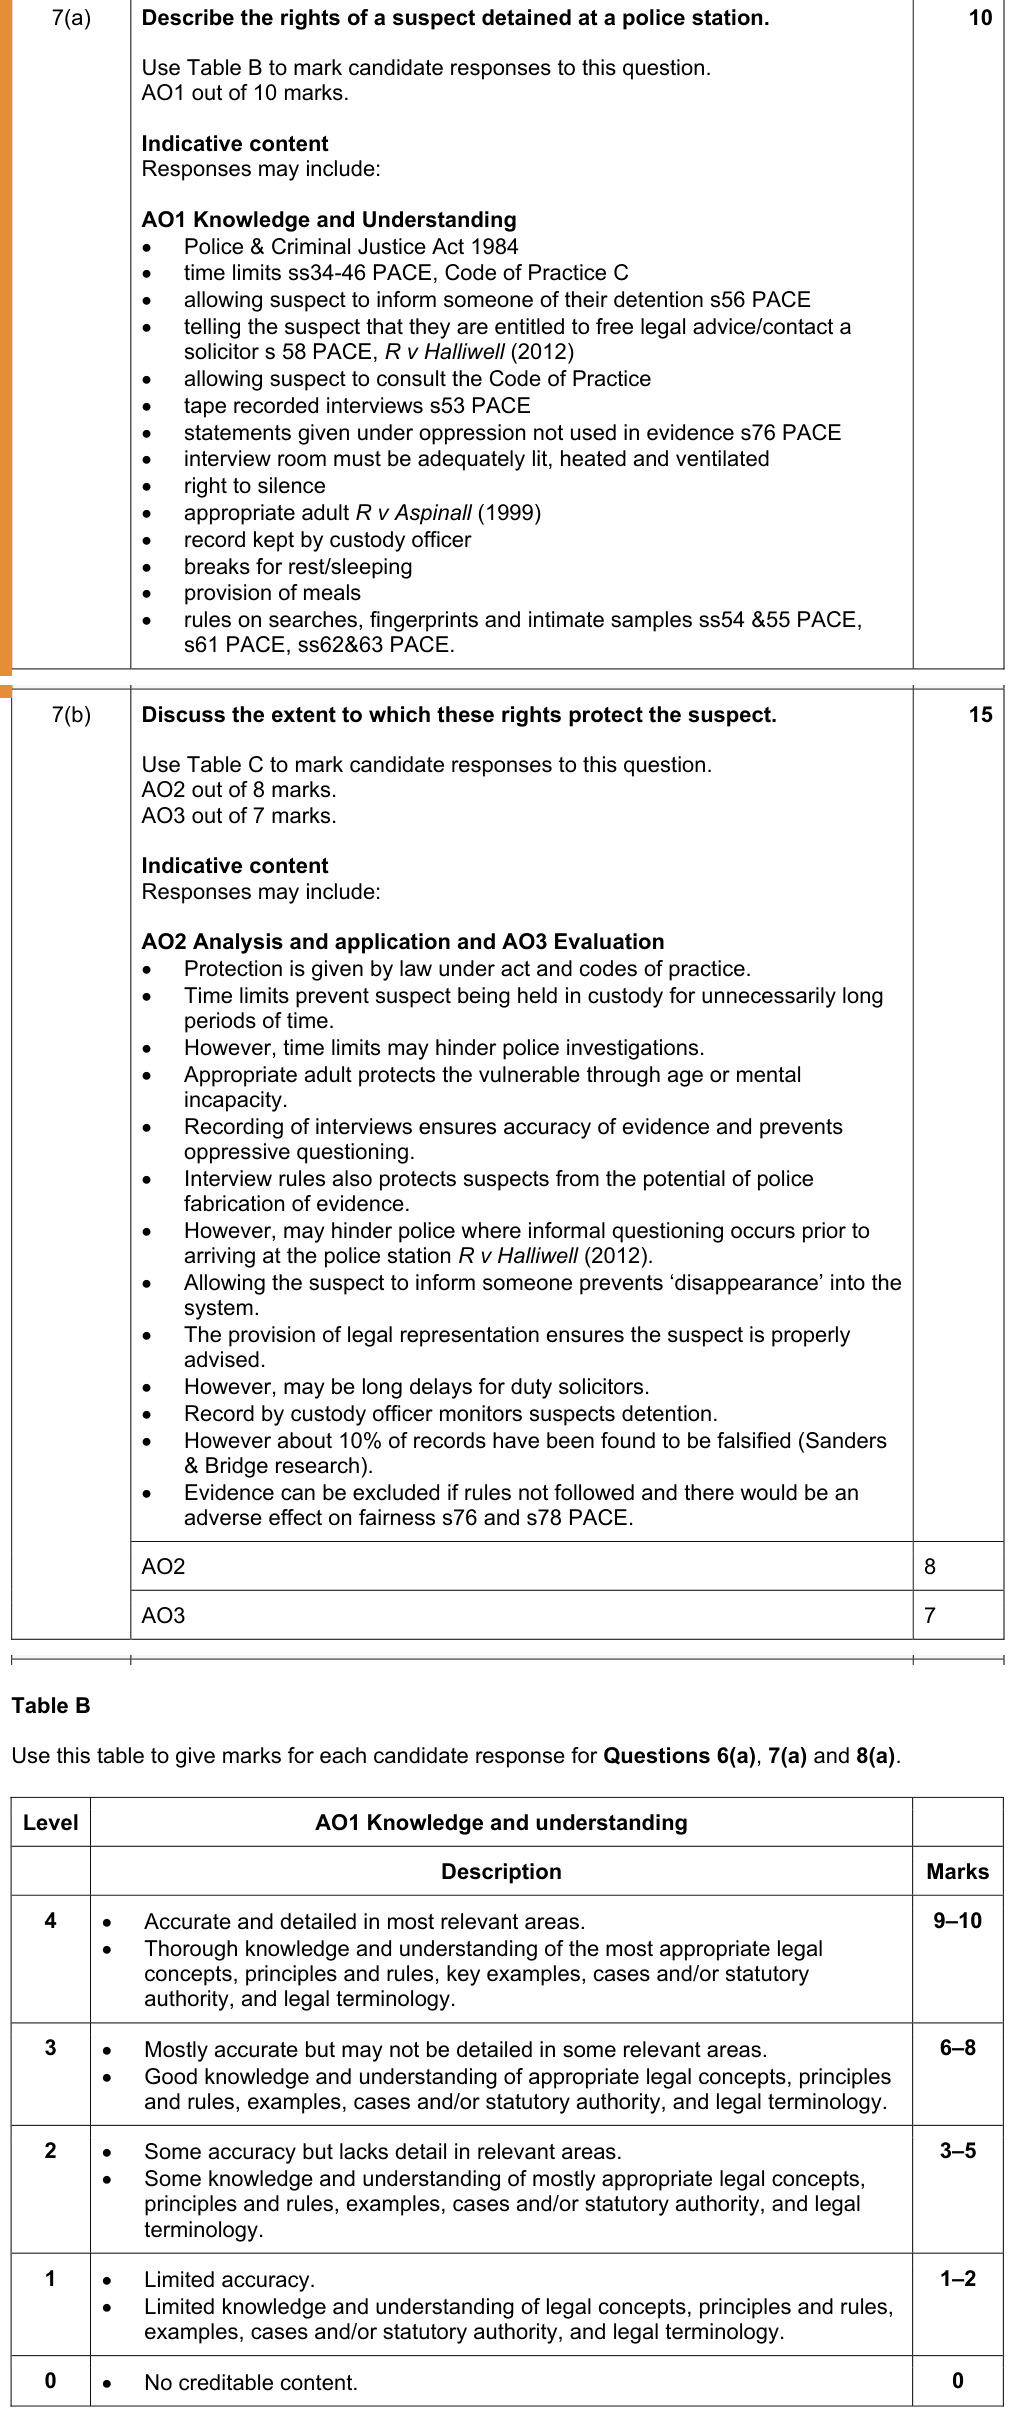 7(a) Describe the rights of a suspect detained at a police station. 10
Use Table B to mark candidate responses to this question.
AO1 out of 10 marks.
Indicative content
Responses may include:
AO1 Knowledge and Understanding
• Police & Criminal Justice Act 1984
• time limits ss34-46 PACE, Code of Practice C
• allowing suspect to inform someone of their detention s56 PACE
• telling the suspect that they are entitled to free legal advice/contact a
solicitor s 58 PACE, R v Halliwell (2012)
• allowing suspect to consult the Code of Practice
• tape recorded interviews s53 PACE
• statements given under oppression not used in evidence s76 PACE
• interview room must be adequately lit, heated and ventilated
• right to silence
• appropriate adult R v Aspinall (1999)
• record kept by custody officer
• breaks for rest/sleeping
• provision of meals
• rules on searches, fingerprints and intimate samples ss54 &55 PACE,
s61 PACE, ss62&63 PACE.
7(b) Discuss the extent to which these rights protect the suspect. 15
Use Table C to mark candidate responses to this question.
AO2 out of 8 marks.
AO3 out of 7 marks.
Indicative content
Responses may include:
AO2 Analysis and application and AO3 Evaluation
• Protection is given by law under act and codes of practice.
• Time limits prevent suspect being held in custody for unnecessarily long
periods of time.
• However, time limits may hinder police investigations.
• Appropriate adult protects the vulnerable through age or mental
incapacity.
• Recording of interviews ensures accuracy of evidence and prevents
oppressive questioning.
• Interview rules also protects suspects from the potential of police
fabrication of evidence.
• However, may hinder police where informal questioning occurs prior to
arriving at the police station R v Halliwell (2012).
• Allowing the suspect to inform someone prevents ‘disappearance’ into the
system.
• The provision of legal representation ensures the suspect is properly
advised.
• However, may be long delays for duty solicitors.
• Record by custody officer monitors suspects detention.
• However about 10% of records have been found to be falsified (Sanders
& Bridge research).
• Evidence can be excluded if rules not followed and there would be an
adverse effect on fairness s76 and s78 PACE.
AO2 8
AO3 7
Table B
Use this table to give marks for each candidate response for Questions 6(a), 7(a) and 8(a).
Level AO1 Knowledge and understanding
Description Marks
4 • Accurate and detailed in most relevant areas. 9–10
• Thorough knowledge and understanding of the most appropriate legal
concepts, principles and rules, key examples, cases and/or statutory
authority, and legal terminology.
3 • Mostly accurate but may not be detailed in some relevant areas. 6–8
• Good knowledge and understanding of appropriate legal concepts, principles
and rules, examples, cases and/or statutory authority, and legal terminology.
2 • Some accuracy but lacks detail in relevant areas. 3–5
• Some knowledge and understanding of mostly appropriate legal concepts,
principles and rules, examples, cases and/or statutory authority, and legal
terminology.
1 • Limited accuracy. 1–2
• Limited knowledge and understanding of legal concepts, principles and rules,
examples, cases and/or statutory authority, and legal terminology.
0 • No creditable content. 0